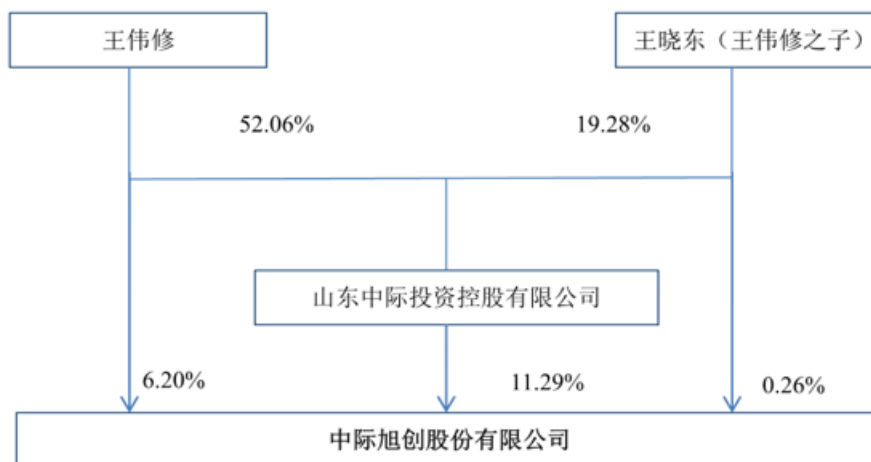 王伟修
王晓东（王伟修之子）
52.06%
19.28%
山东中际投资控股有限公司
6.20%
11.29%
0.26%
中际旭创股份有限公司